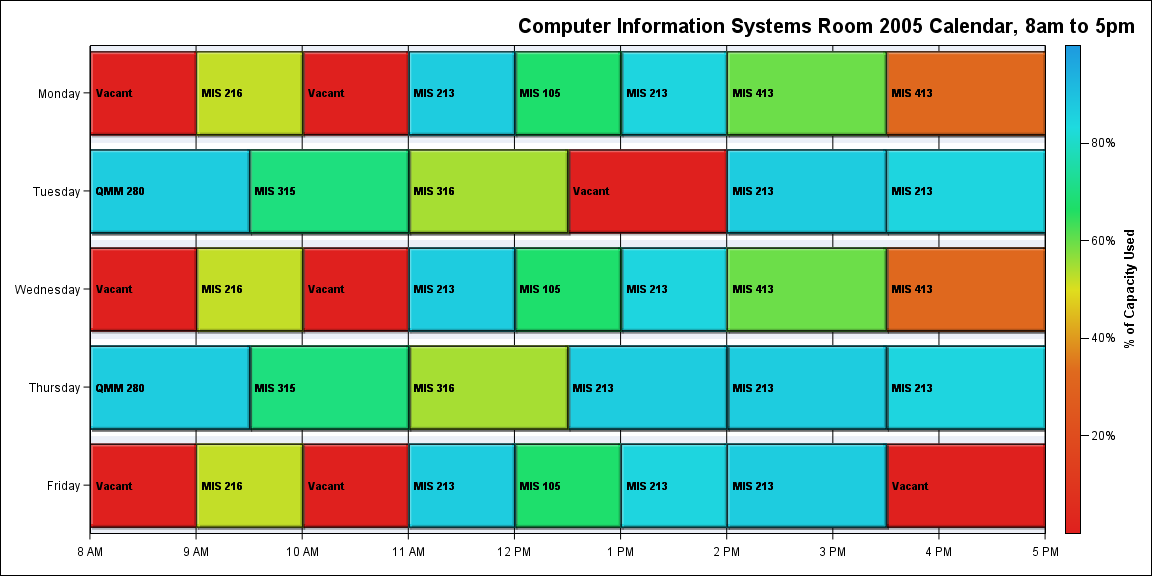 Computer Information Systems Room 2005 Calendar, 8am to 5pm
Monday
Vacant
MIS 216
Vacant
MIS 213
MIS 105
MIS 213
MIS 413
MIS 413
Tuesday
QMM 280
MIS 315
MIS 316
Vacant
MIS 213
MIS 213
Wednesday
Vacant
MIS 216
Vacant
MIS 213
MIS 105
MIS 213
MIS 413
MIS 413
Thursday
QMM 280
MIS 315
MIS 316
MIS 213
MIS 213
MIS 213
Friday
Vacant
MIS 216
Vacant
MIS 213
MIS 105
MIS 213
MIS 213
Vacant
8 AM
9 AM
10 AM
11 AM
12 PM
1 PM
2 PM
3 PM
4 PM
5 PM
80%
60%
40%
20%
% of Capacity Used